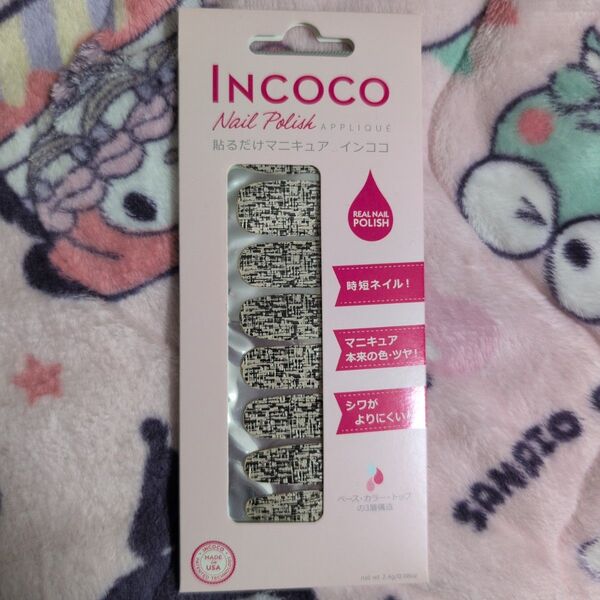 INCOCO
Nail Polish APPLIQUÉ
貼るだけマニキュア インココ
REAL NAIL
POLISH
時短ネイル！
マニキュア
本来の色・ツヤ！
シワが
よりにくい！
ベース・カラー・トップ
の3層構造
INCOCO
MADE
IN
USA
PATENTED TECHNOLOGY
SANRIO